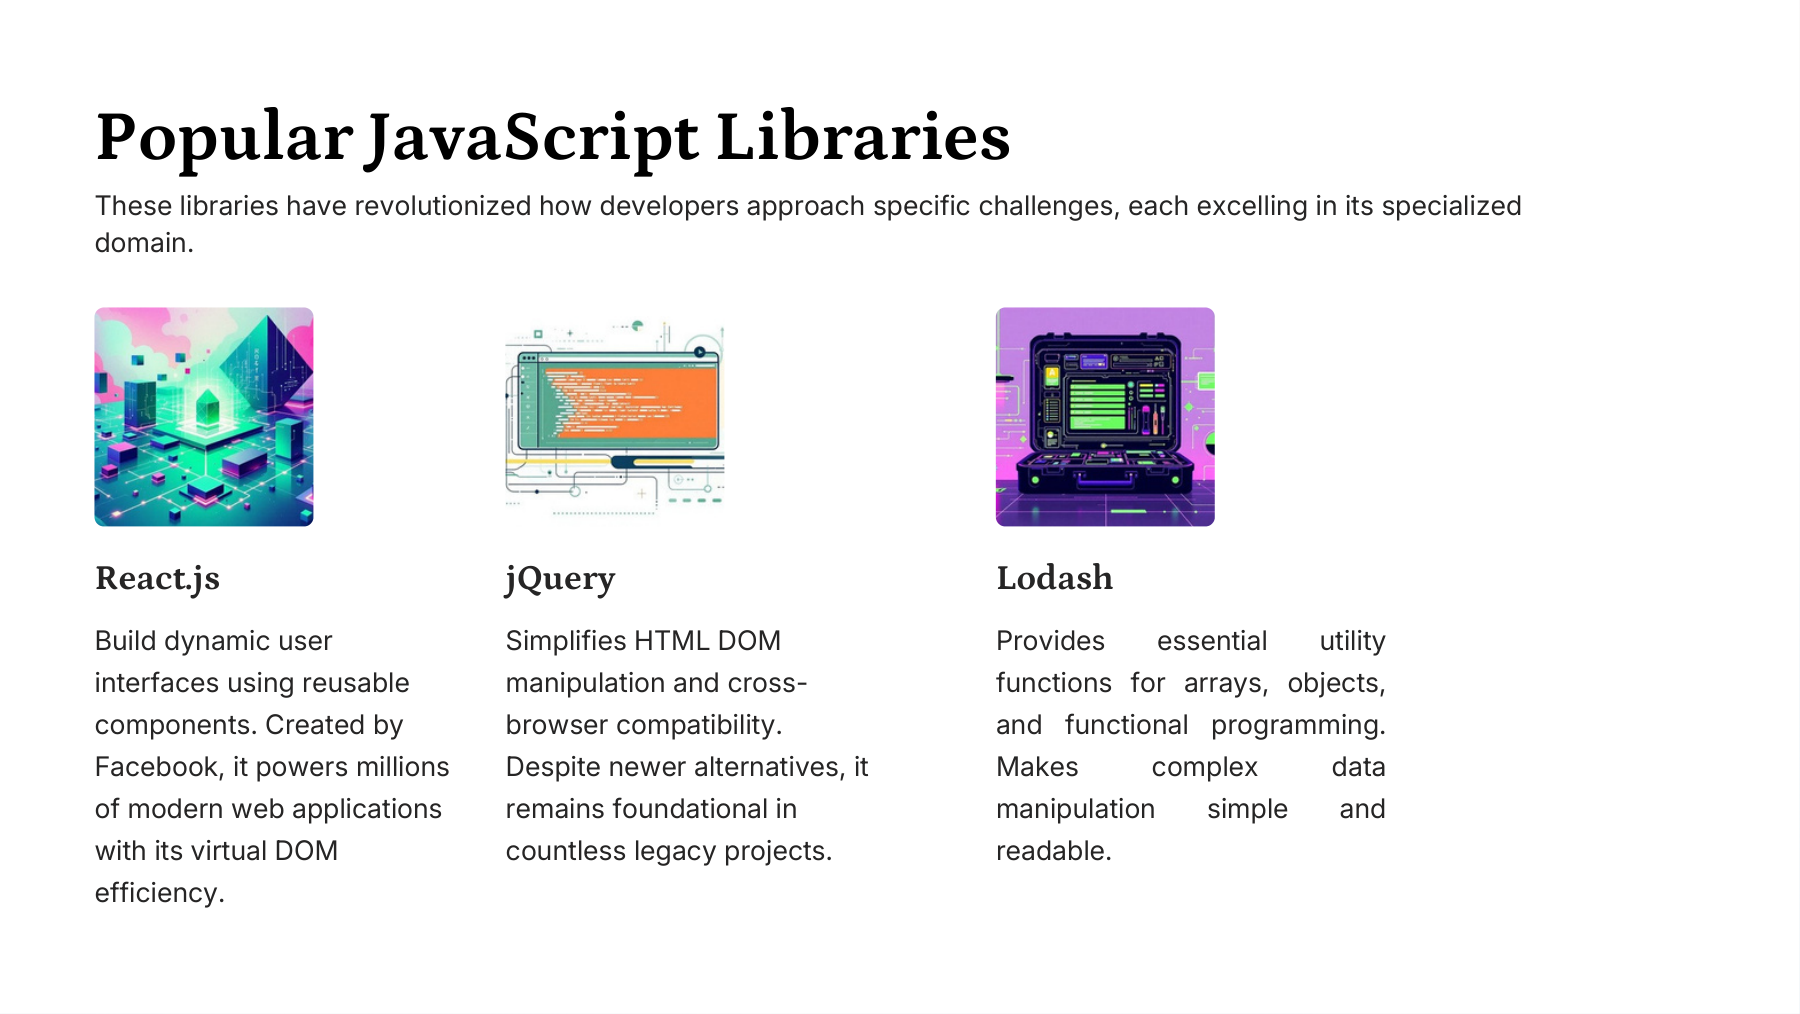 Popular JavaScript Libraries
These libraries have revolutionized how developers approach specific challenges, each excelling in its specialized
domain.
React.js
Build dynamic user
interfaces using reusable
components. Created by
Facebook, it powers millions
of modern web applications
with its virtual DOM
efficiency.
jQuery
Simplifies HTML DOM
manipulation and cross-
browser compatibility.
Despite newer alternatives, it
remains foundational in
countless legacy projects.
Lodash
Provides essential utility
functions for arrays, objects,
and functional programming.
Makes complex data
manipulation simple and
readable.